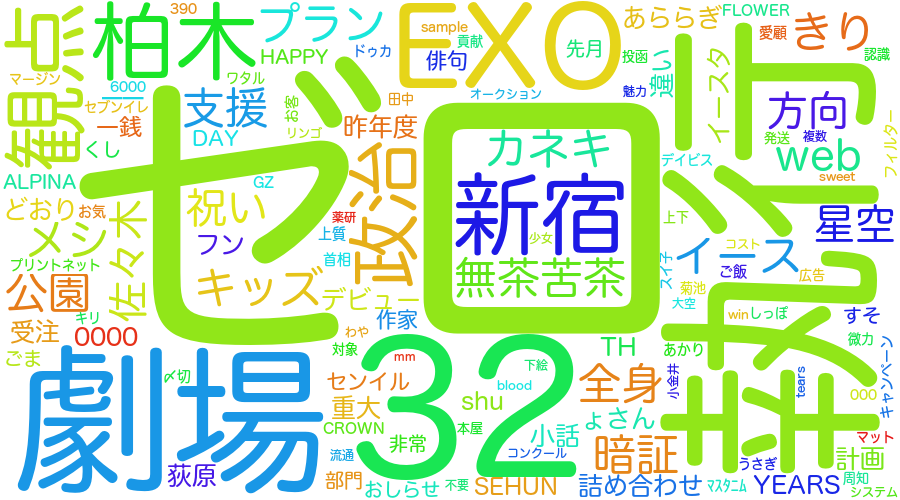 390
マージン
観点
柏木
プラン
EXO
sample
貢献
俳句
先月
あららぎ
FLOWER
愛顧
きり
認識
HAPPY
ドゥカ
6000
セブンイレ
一銭
くし
支援
ワタル
DAY
お客
リンゴ
田中
昨年度
オークション
投函
魅力
違い
イースタ
方向
発送
複数
web
フィルター
ALPINA
どおり
お気
メシ
佐々木
祝い
GZ
フン
上質
薬研
政治
首相
ゼロ
新宿
少女
カネキ
無茶苦茶
デイビス
sweet
上下
星空
イース
コスト
ご飯
広告
スイ子
菊池
大空
プリントネット
公園
キッズ
デビュー
作家
受注
キリ
0000
ごま
わや
対象
mm
劇場
32
下絵
blood
TH
winしっぽ
すそ
微力
あかり
〆切
センイル
重大
CROWN
非常
本屋
shu
ょさん
小話
全身
小金井
tears
000
キャンペーン
マット
荻原
流通
部門
おしらせ
不要
SEHUN
コンクール
暗証
詰め合わせ
うさぎ
YEARS
マスタニム
計画
周知
システム